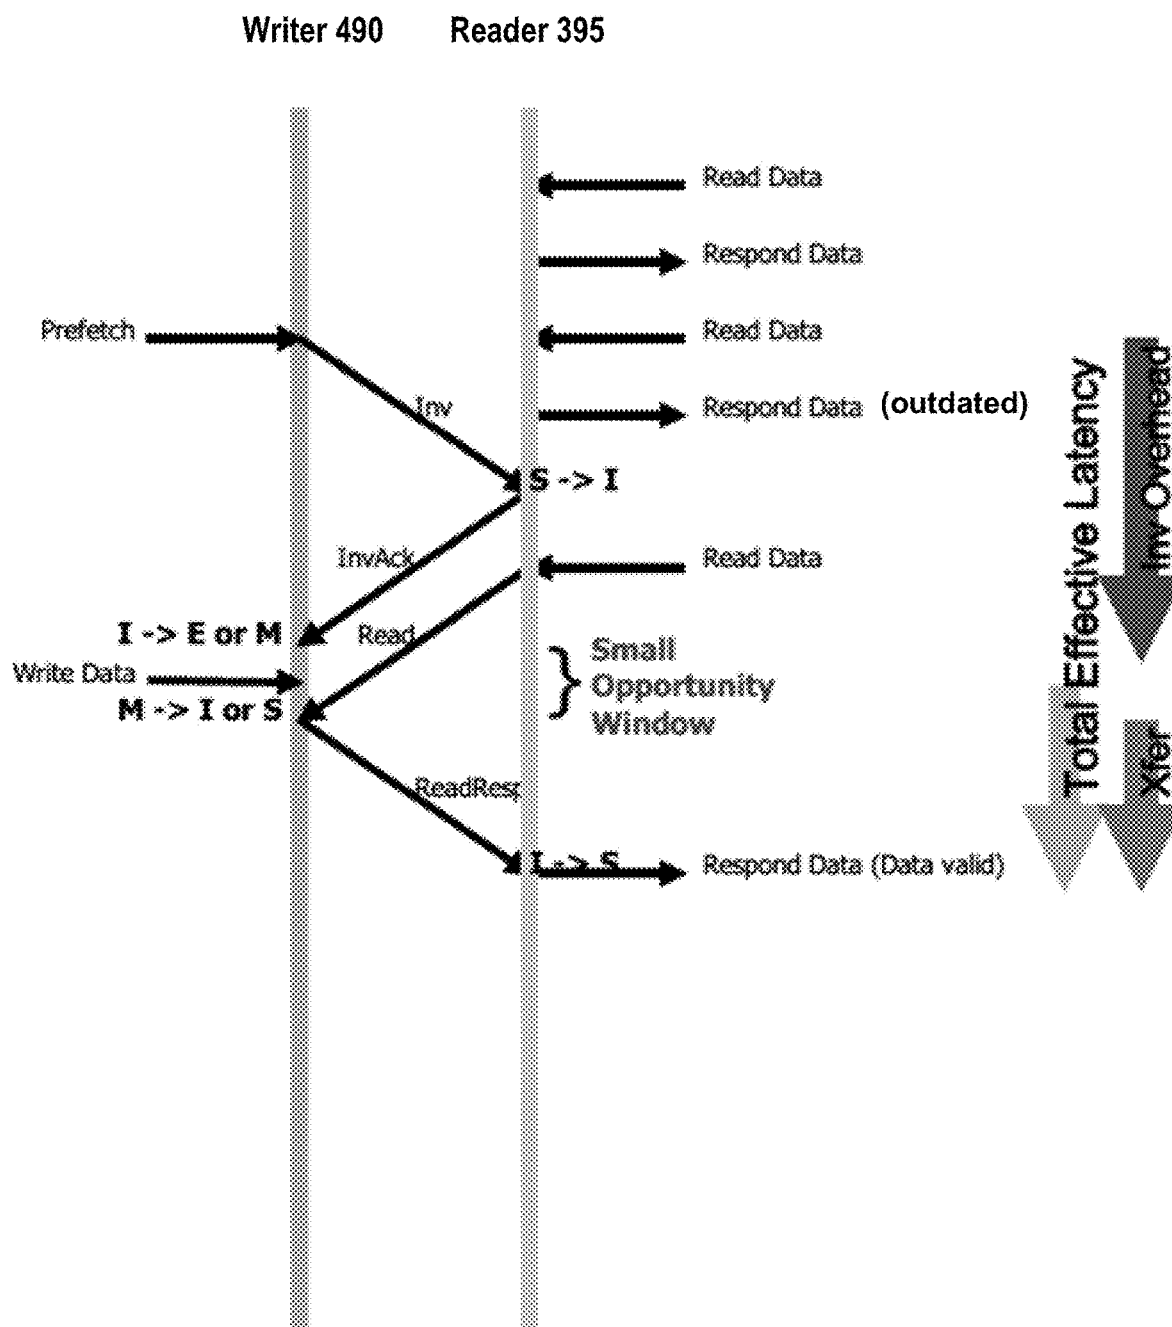 Writer 490
Reader 395
Read Data
Respond Data
Prefetch
Read Data
Inv
Respond Data (outdated)
S -> I
InvAck
Read Data
I -> E or M
Read
Write Data
M -> I or S
Small
Opportunity
Window
ReadResp
I -> S
Respond Data (Data valid)
Total Effective Latency
Inv Overhead
Xfer